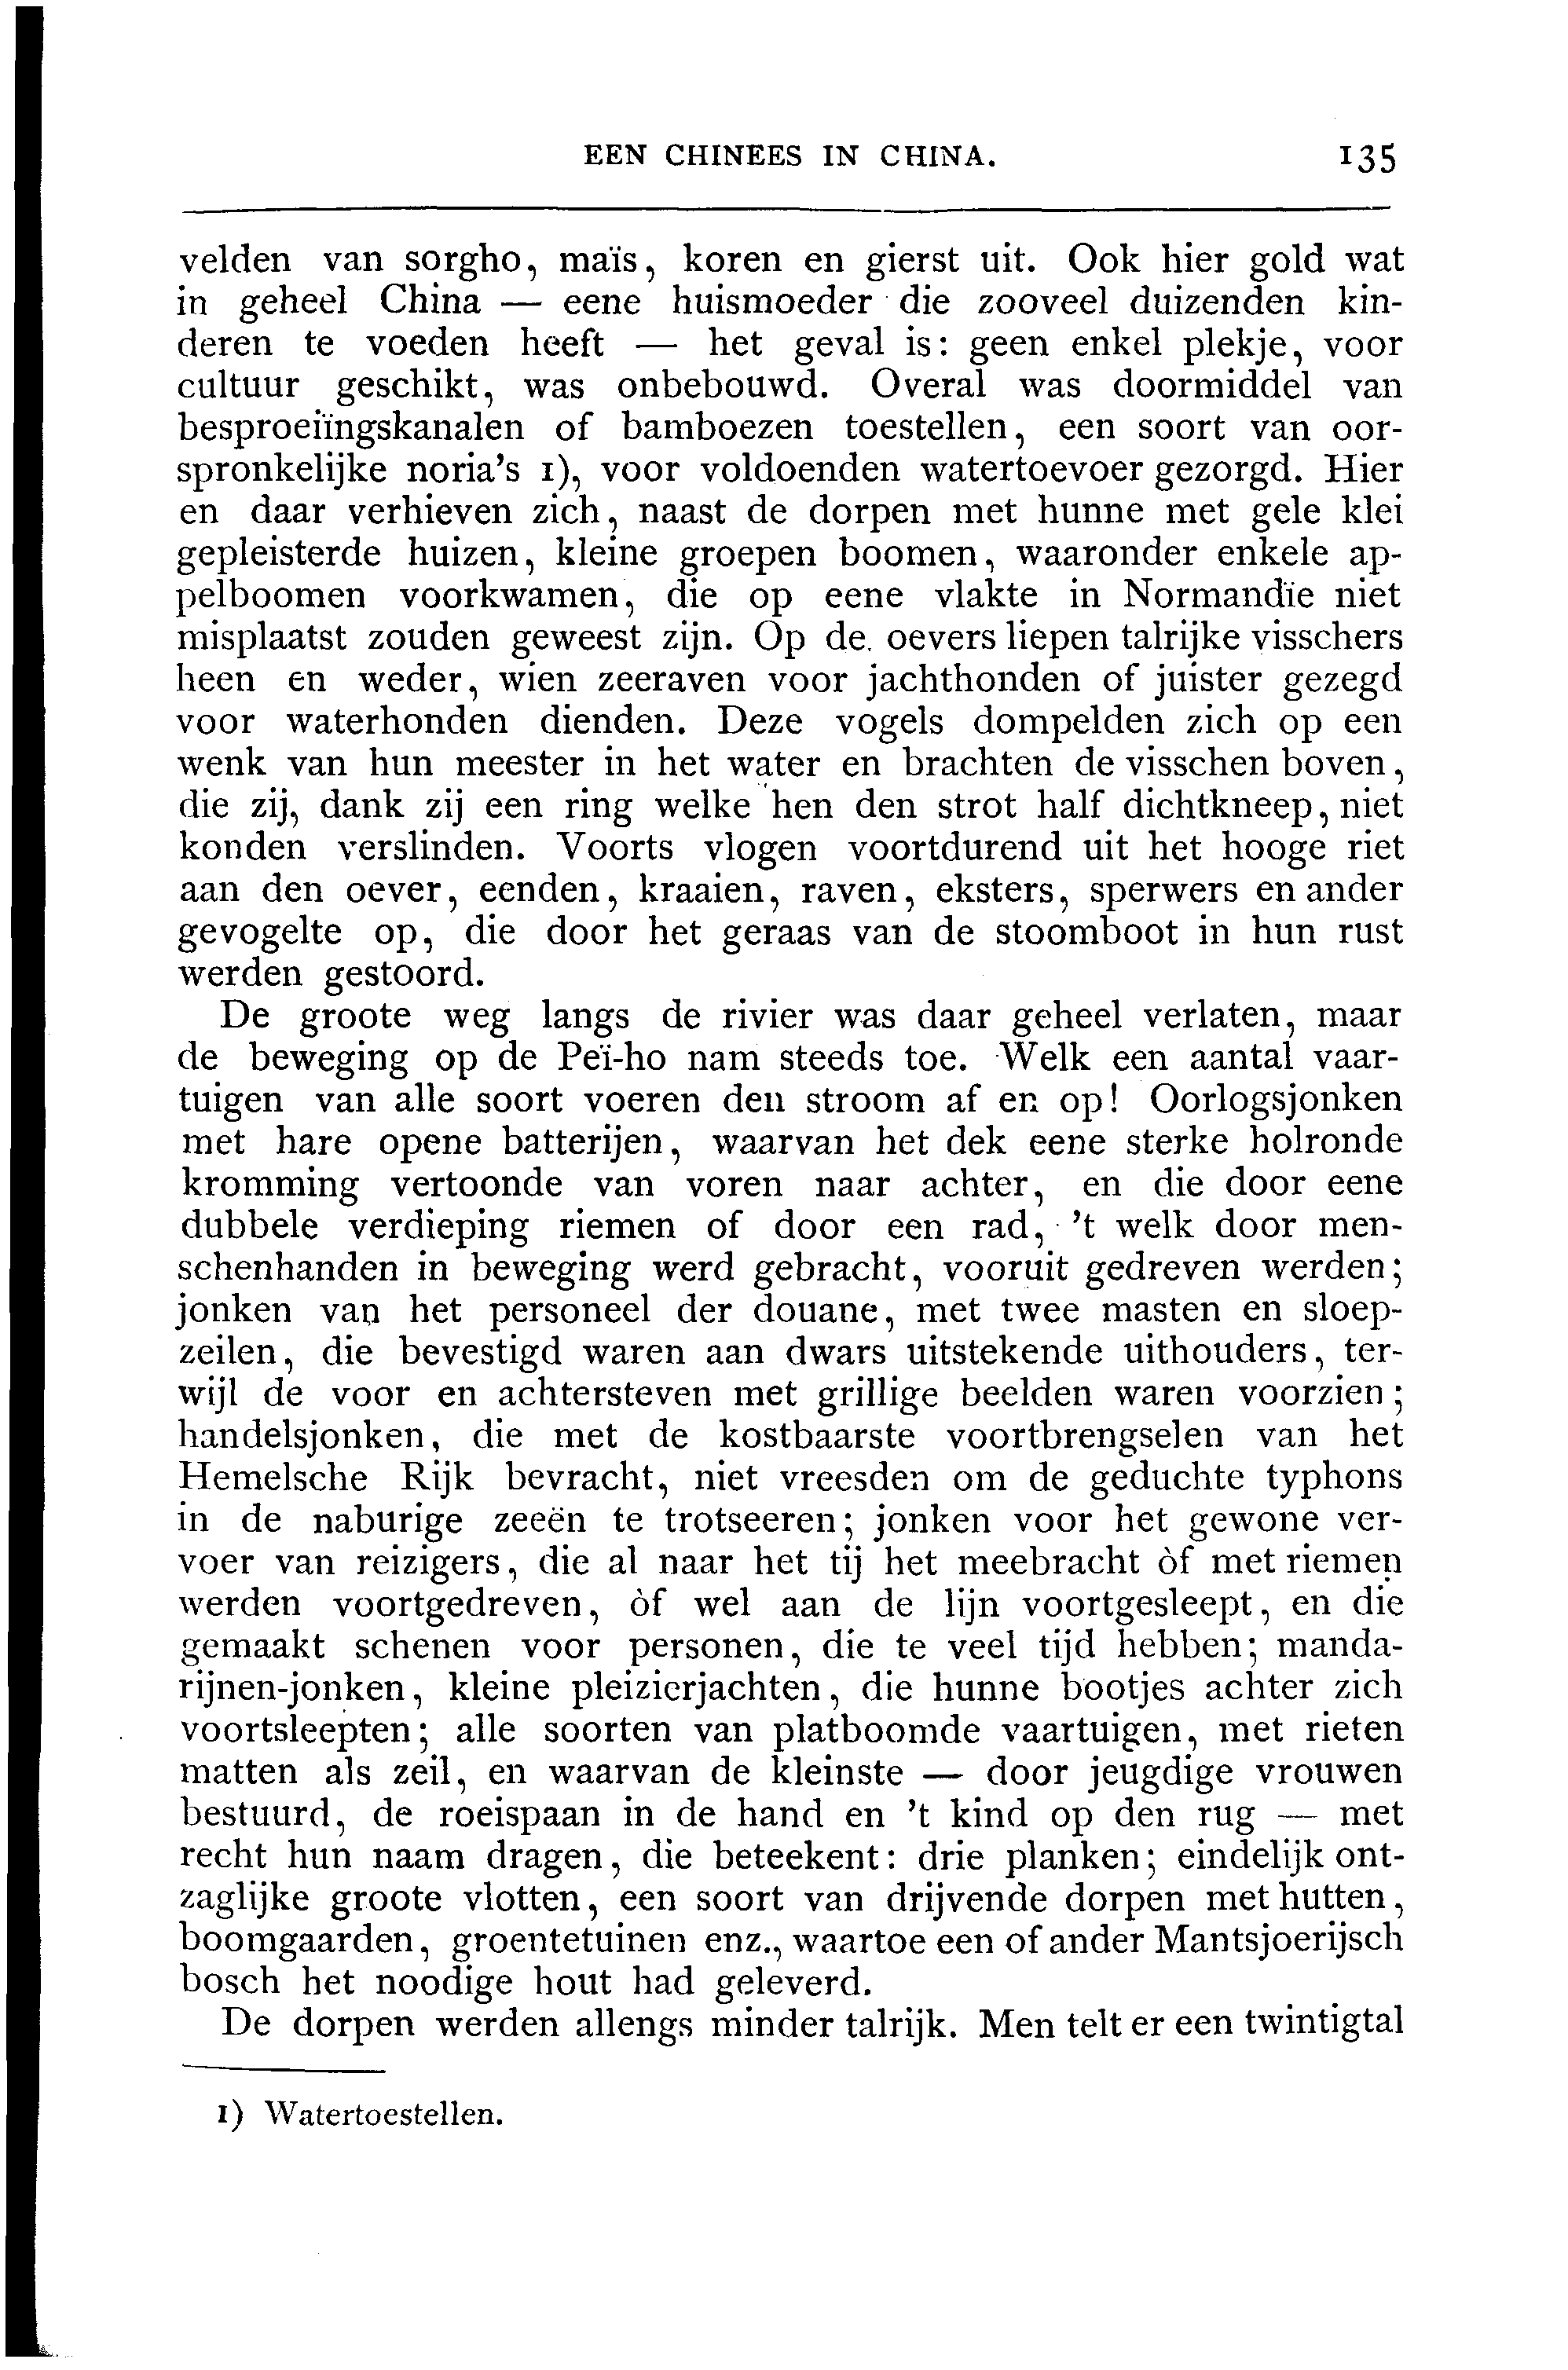 EEN CHINEES IN CHINA. 135
velden van sorgho, maïs, koren en gierst uit. Ook hier gold wat
in geheel China — eene huismoeder die zooveel duizenden kin-
deren te voeden heeft — het geval is: geen enkel plekje, voor
cultuur geschikt, was onbebouwd. Overal was doormiddel van
besproeiïngskanalen of bamboezen toestellen, een soort van oor-
spronkelijke noria's 1), voor voldoenden watertoevoer gezorgd. Hier
en daar verhieven zich, naast de dorpen met hunne met gele klei
gepleisterde huizen, kleine groepen boomen, waaronder enkele ap-
pelboomen voorkwamen, die op eene vlakte in Normandïe niet
misplaatst zouden geweest zijn. Op de oevers liepen talrijke visschers
heen en weder, wien zeeraven voor jachthonden of juister gezegd
voor waterhonden dienden. Deze vogels dompelden zich op een
wenk van hun meester in het water en brachten de visschen boven,
die zij, dank zij een ring welke hen den strot half dichtkneep, niet
konden verslinden. Voorts vlogen voortdurend uit het hooge riet
aan den oever, eenden, kraaien, raven, eksters, sperwers en ander
gevogelte op, die door het geraas van de stoomboot in hun rust
werden gestoord.
De groote weg langs de rivier was daar geheel verlaten, maar
de beweging op de Peï-ho nam steeds toe. Welk een aantal vaar-
tuigen van alle soort voeren den stroom af en op! Oorlogsjonken
met hare opene batterijen, waarvan het dek eene sterke holronde
kromming vertoonde van voren naar achter, en die door eene
dubbele verdieping riemen of door een rad, 't welk door men-
schenhanden in beweging werd gebracht, vooruit gedreven werden;
jonken van het personeel der douane, met twee masten en sloep-
zeilen, die bevestigd waren aan dwars uitstekende uithouders, ter-
wijl de voor en achtersteven met grillige beelden waren voorzien;
handelsjonken, die met de kostbaarste voortbrengselen van het
Hemelsche Rijk bevracht, niet vreesden om de geduchte typhons
in de naburige zeeën te trotseeren; jonken voor het gewone ver-
voer van reizigers, die al naar het tij het meebracht òf met riemen
werden voortgedreven, òf wel aan de lijn voortgesleept, en die
gemaakt schenen voor personen, die te veel tijd hebben; manda-
rijnen-jonken, kleine pleizierjachten, die hunne bootjes achter zich
voortsleepten; alle soorten van platboomde vaartuigen, met rieten
matten als zeil, en waarvan de kleinste — door jeugdige vrouwen
bestuurd, de roeispaan in de hand en 't kind op den rug — met
recht hun naam dragen, die beteekent: drie planken; eindelijk ont-
zaglijke groote vlotten, een soort van drijvende dorpen met hutten,
boomgaarden, groentetuinen enz., waartoe een of ander Mantsjoerijsch
bosch het noodige hout had geleverd.
De dorpen werden allengs minder talrijk. Men telt er een twintigtal
1) Watertoestellen.